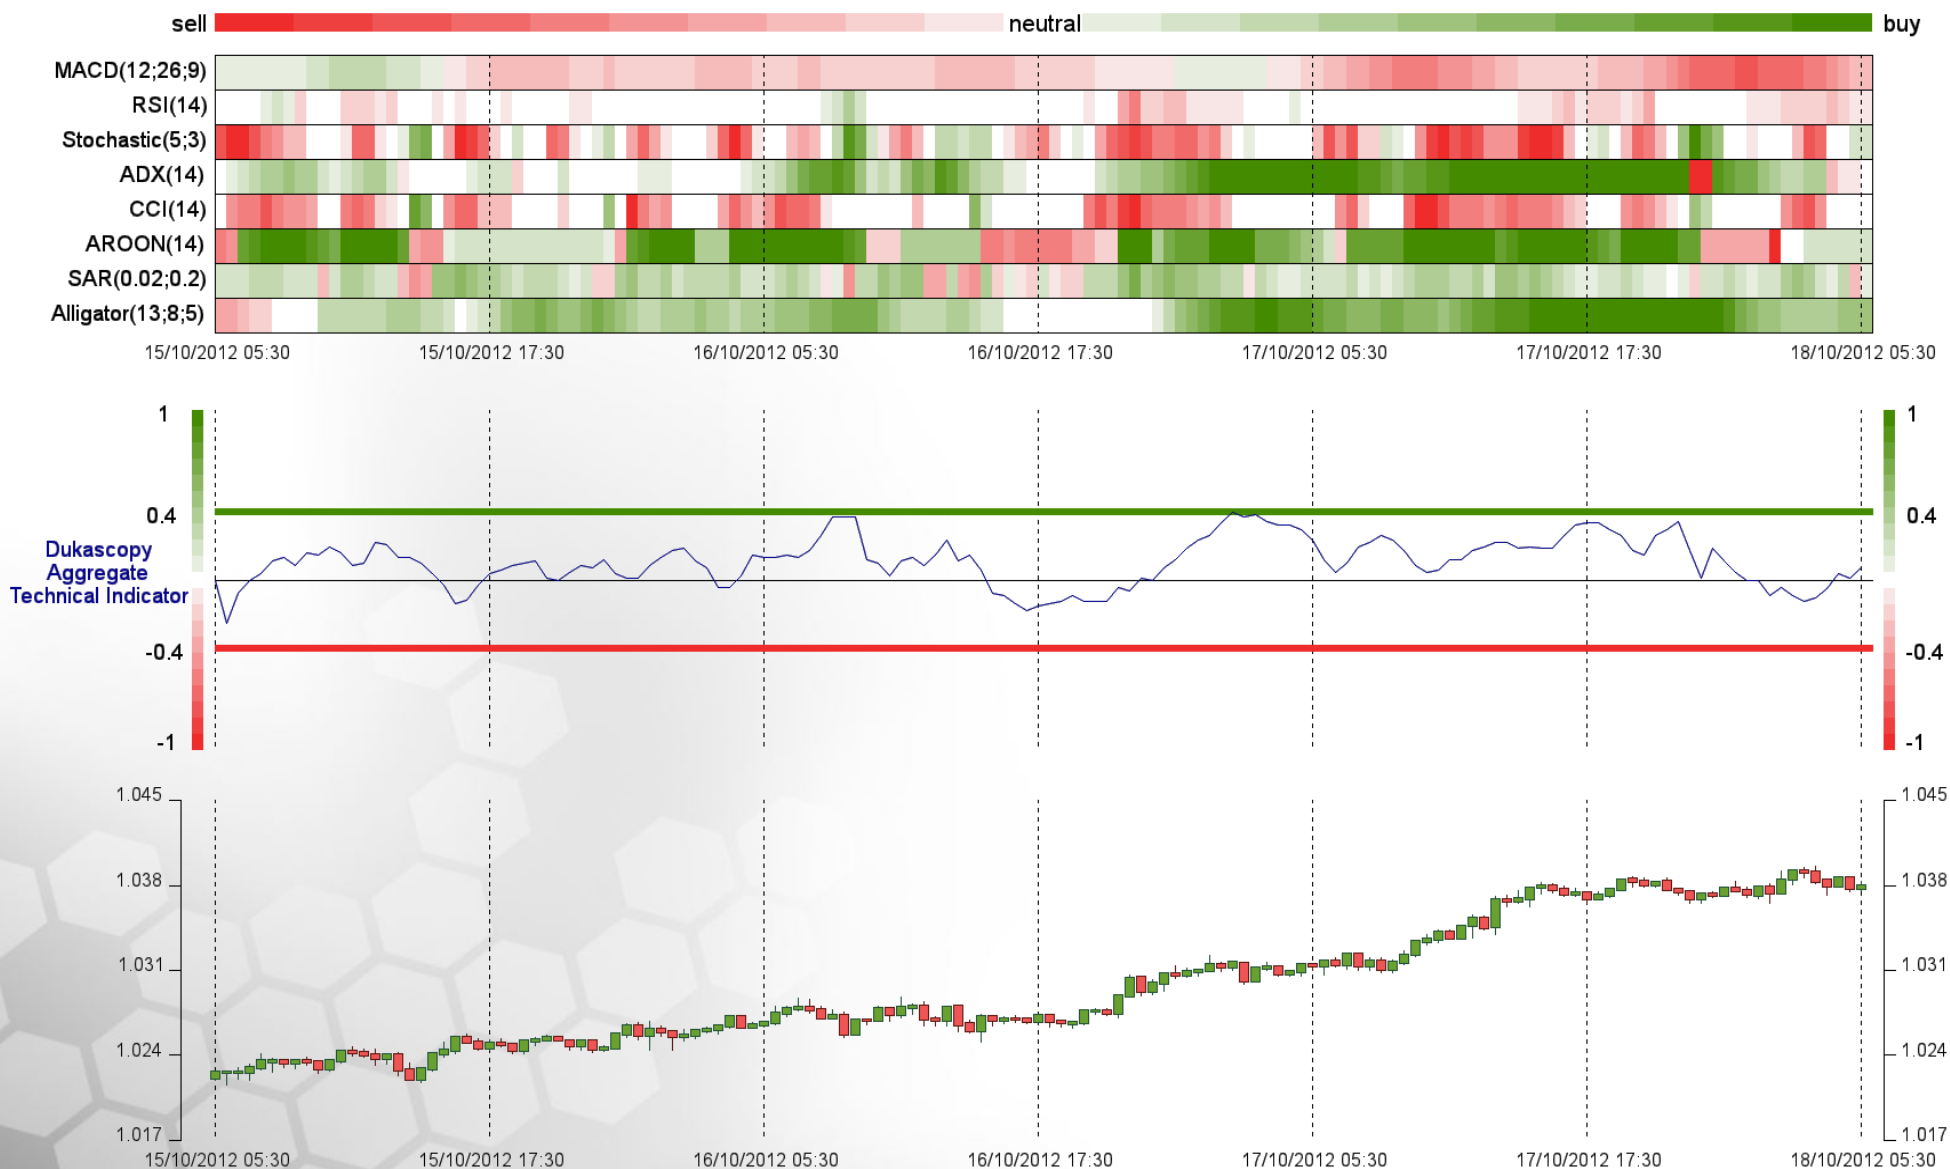 sell neutral buy
MACD(12;26;9)
RSI(14)
Stochastic(5;3)
ADX(14)
CCI(14)
AROON(14)
SAR(0.02;0.2)
Alligator(13;8;5)
15/10/2012 05:30 15/10/2012 17:30 16/10/2012 05:30 16/10/2012 17:30 17/10/2012 05:30 17/10/2012 17:30 18/10/2012 05:30
1 1
0.4 0.4
Dukascopy
Aggregate
Technical Indicator
-0.4 -0.4
-1 -1
1.045 1.045
1.038 1.038
1.031 1.031
1.024 1.024
1.017 1.017
15/10/2012 05:30 15/10/2012 17:30 16/10/2012 05:30 16/10/2012 17:30 17/10/2012 05:30 17/10/2012 17:30 18/10/2012 05:30